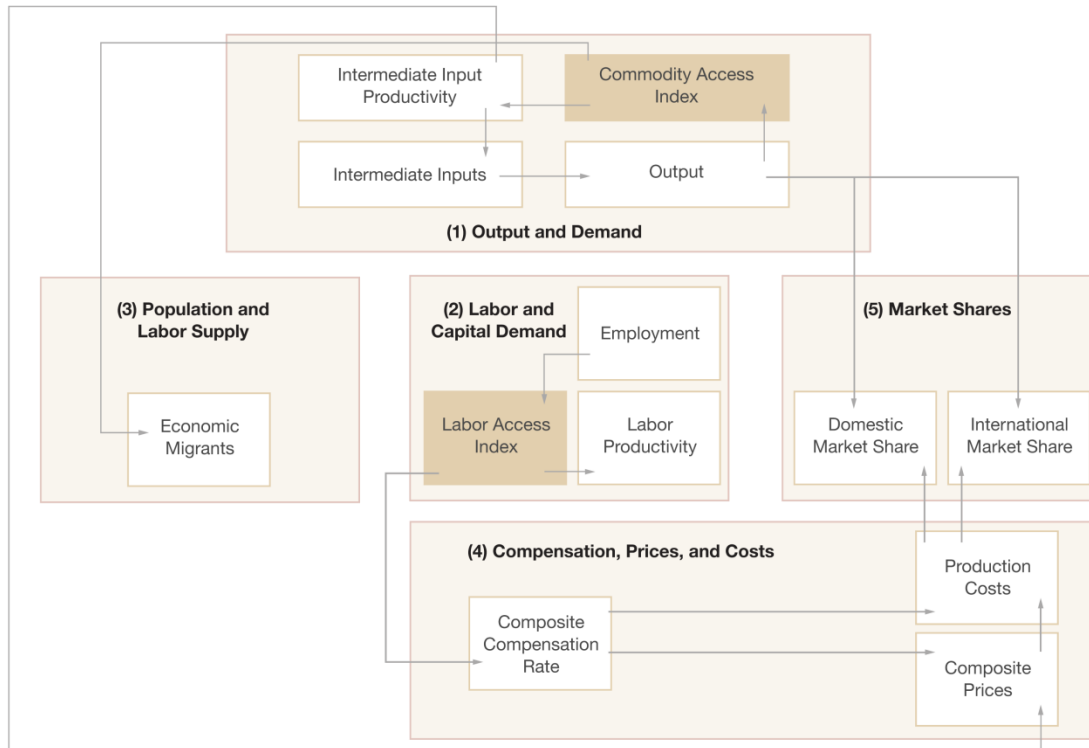 Intermediate Input
Productivity
Commodity Access
Index
Intermediate Inputs
Output
(1) Output and Demand
(3) Population and
Labor Supply
Economic
Migrants
(2) Labor and
Capital Demand
Employment
Labor Access
Index
Labor
Productivity
(5) Market Shares
Domestic
Market Share
International
Market Share
(4) Compensation, Prices, and Costs
Composite
Compensation
Rate
Production
Costs
Composite
Prices